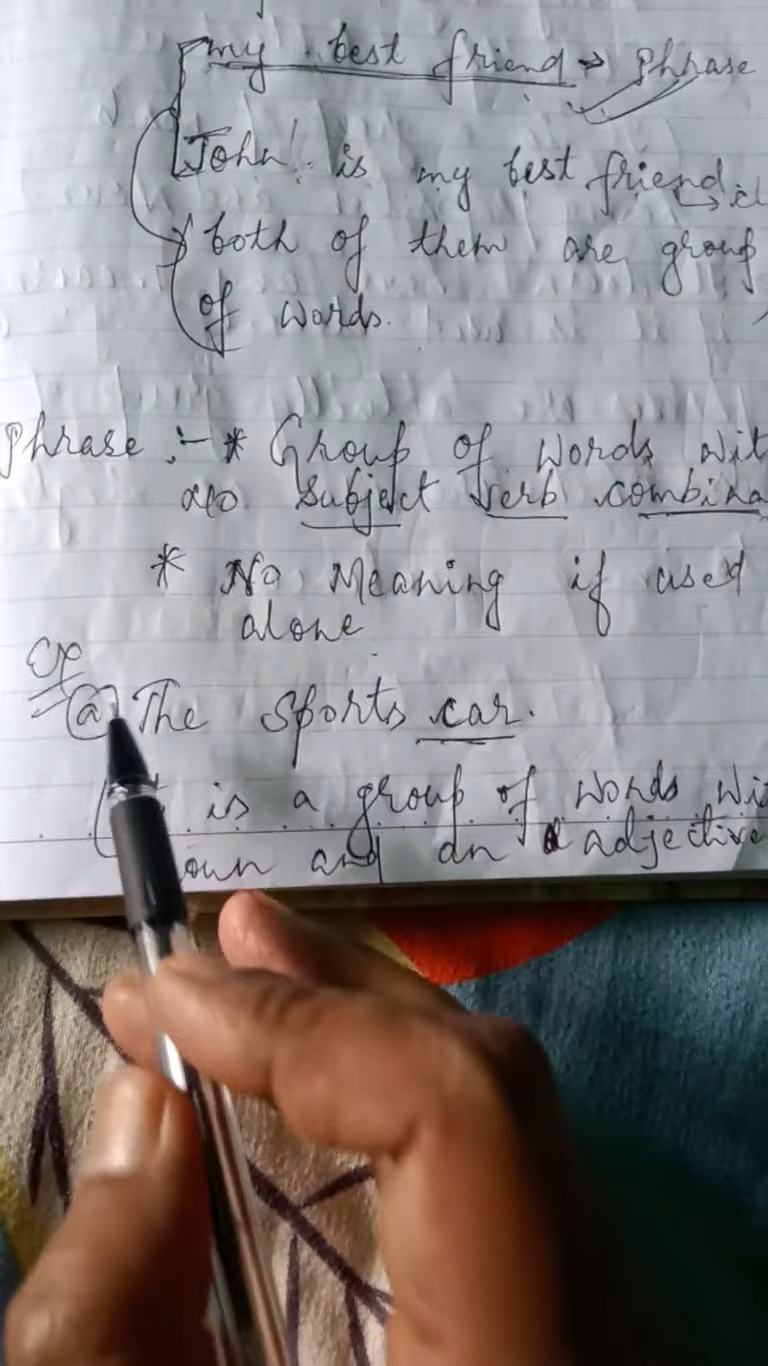 my best friend → phrase
John is my best friend
both of them are group
of words.
Phrase :- * Group of words wit
no subject verb combina
* No Meaning if used
alone
Ex
(a) The sports car.
is a group of words wi
oun and an adjective